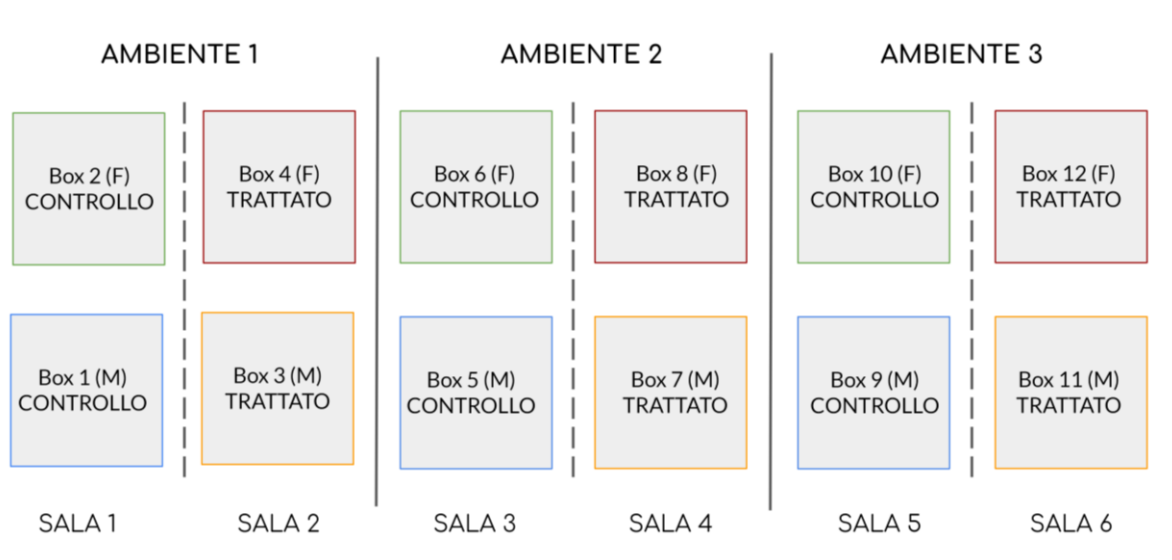 AMBIENTE 1
AMBIENTE 2
AMBIENTE 3
Box 2 (F)
CONTROLLO
Box 4 (F)
TRATTATO
Box 6 (F)
CONTROLLO
Box 8 (F)
TRATTATO
Box 10 (F)
CONTROLLO
Box 12 (F)
TRATTATO
Box 1 (M)
CONTROLLO
Box 3 (M)
TRATTATO
Box 5 (M)
CONTROLLO
Box 7 (M)
TRATTATO
Box 9 (M)
CONTROLLO
Box 11 (M)
TRATTATO
SALA 1
SALA 2
SALA 3
SALA 4
SALA 5
SALA 6